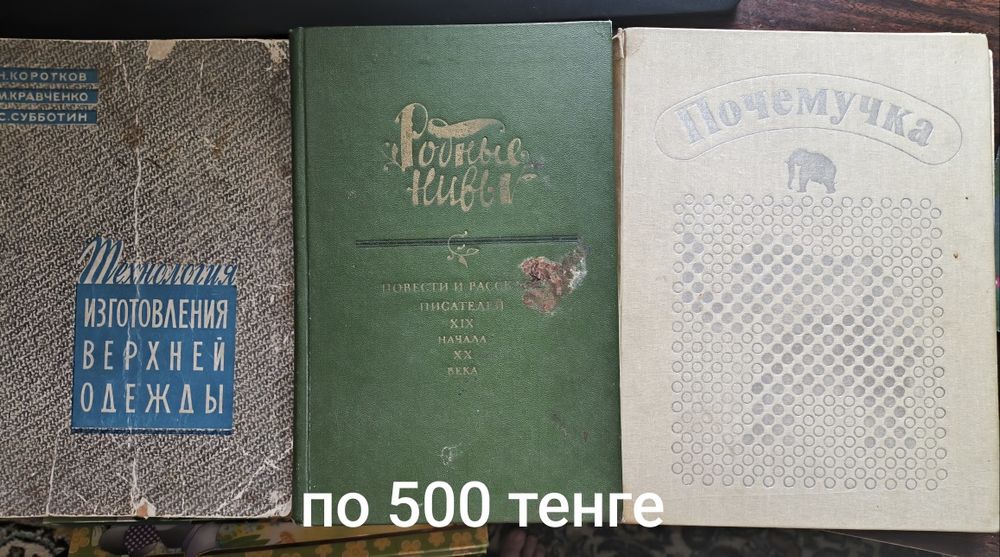 Н.КОРОТКОВ
М.КРАВЧЕНКО
С.СУББОТИН
Технология
ИЗГОТОВЛЕНИЯ
ВЕРХНЕЙ
ОДЕЖДЫ
Родные
нивы
ПОВЕСТИ И РАССКАЗЫ
ПИСАТЕЛЕЙ
XIX
НАЧАЛА
XX
ВЕКА
Почемучка
по 500 тенге